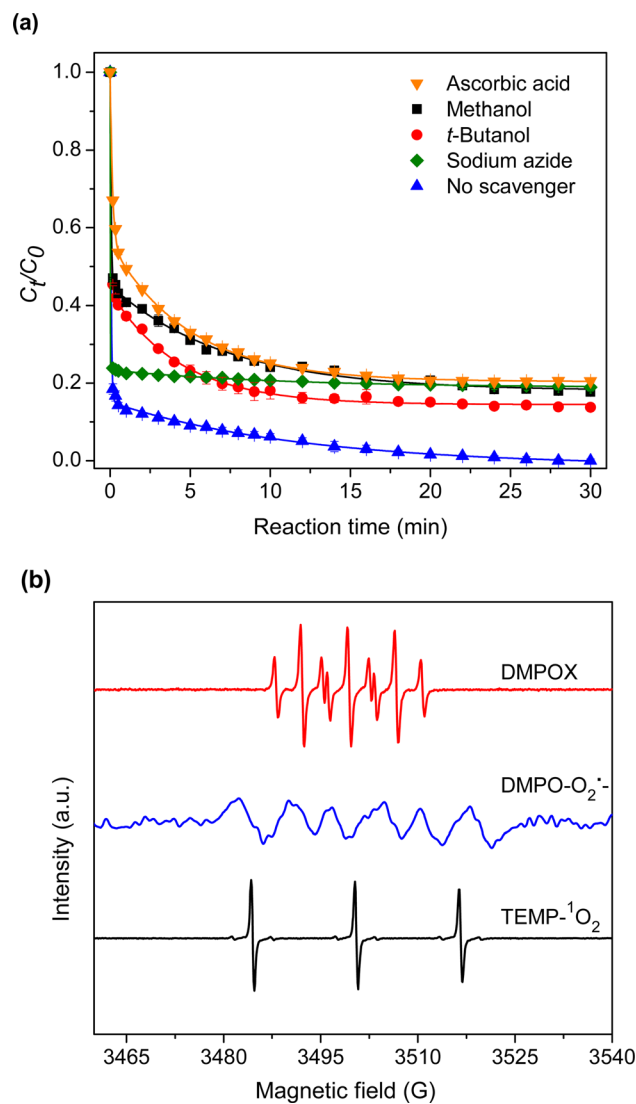 (a)
1.0
0.8
0.6
0.4
0.2
0.0
Ct/C0
Ascorbic acid
Methanol
t-Butanol
Sodium azide
No scavenger
0 5 10 15 20 25 30
Reaction time (min)
(b)
Intensity (a.u.)
DMPOX
DMPO-O₂·-
TEMP-¹O₂
3465 3480 3495 3510 3525 3540
Magnetic field (G)